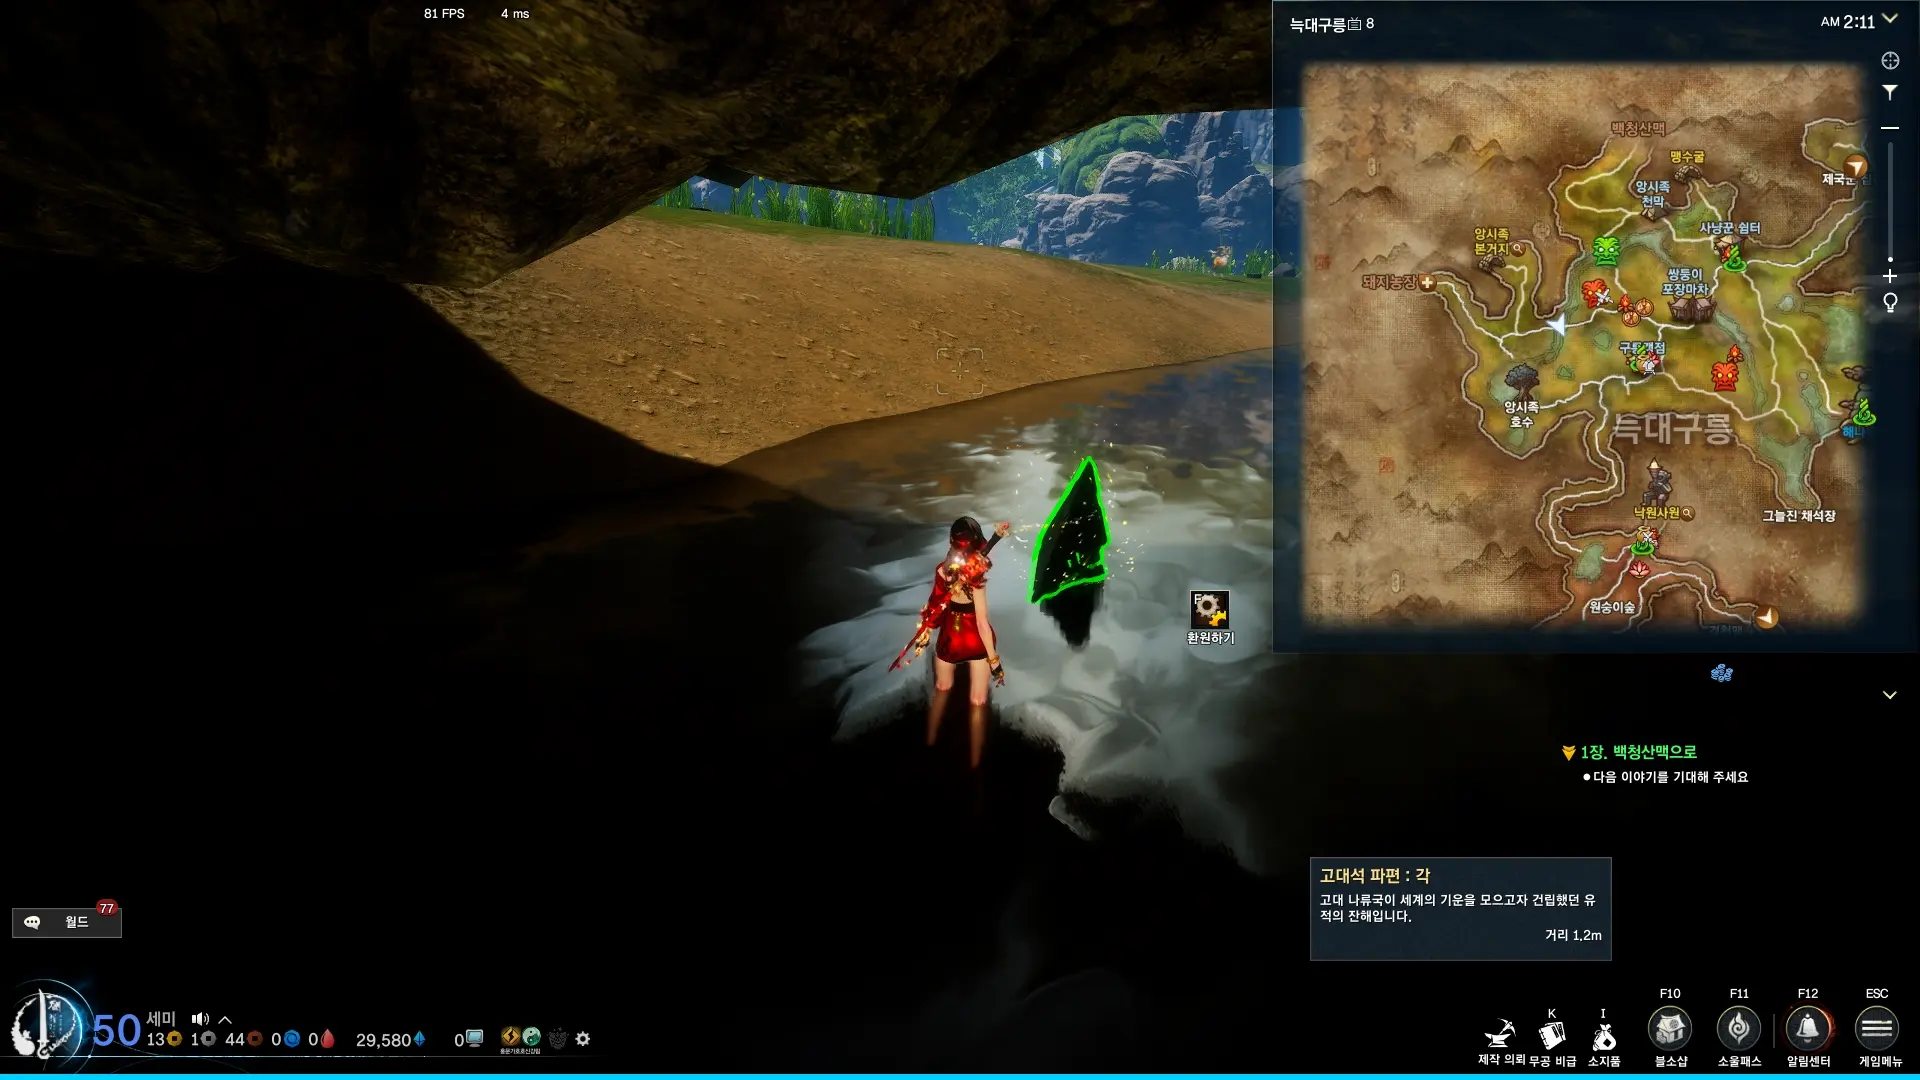 81 FPS
4 ms
늑대구릉
8
AM 2:11
백청산맥
맹수굴
앙시족
천막
제국군
사냥꾼 쉼터
앙시족
본거지
쌍둥이
포장마차
돼지농장
구릉객점
앙시족
호수
늑대구릉
해나
낙원사원
그늘진 채석장
원숭이숲
F
환원하기
1장. 백청산맥으로
다음 이야기를 기대해 주세요
고대석 파편 : 각
고대 나류국이 세계의 기운을 모으고자 건립했던 유
적의 잔해입니다.
거리 1.2m
77
월드
50
세미
13
1
44
0
0
29,580
0
K
I
F10
F11
F12
ESC
제작 의뢰
무공 비급
소지품
블소샵
소울패스
알림센터
게임메뉴